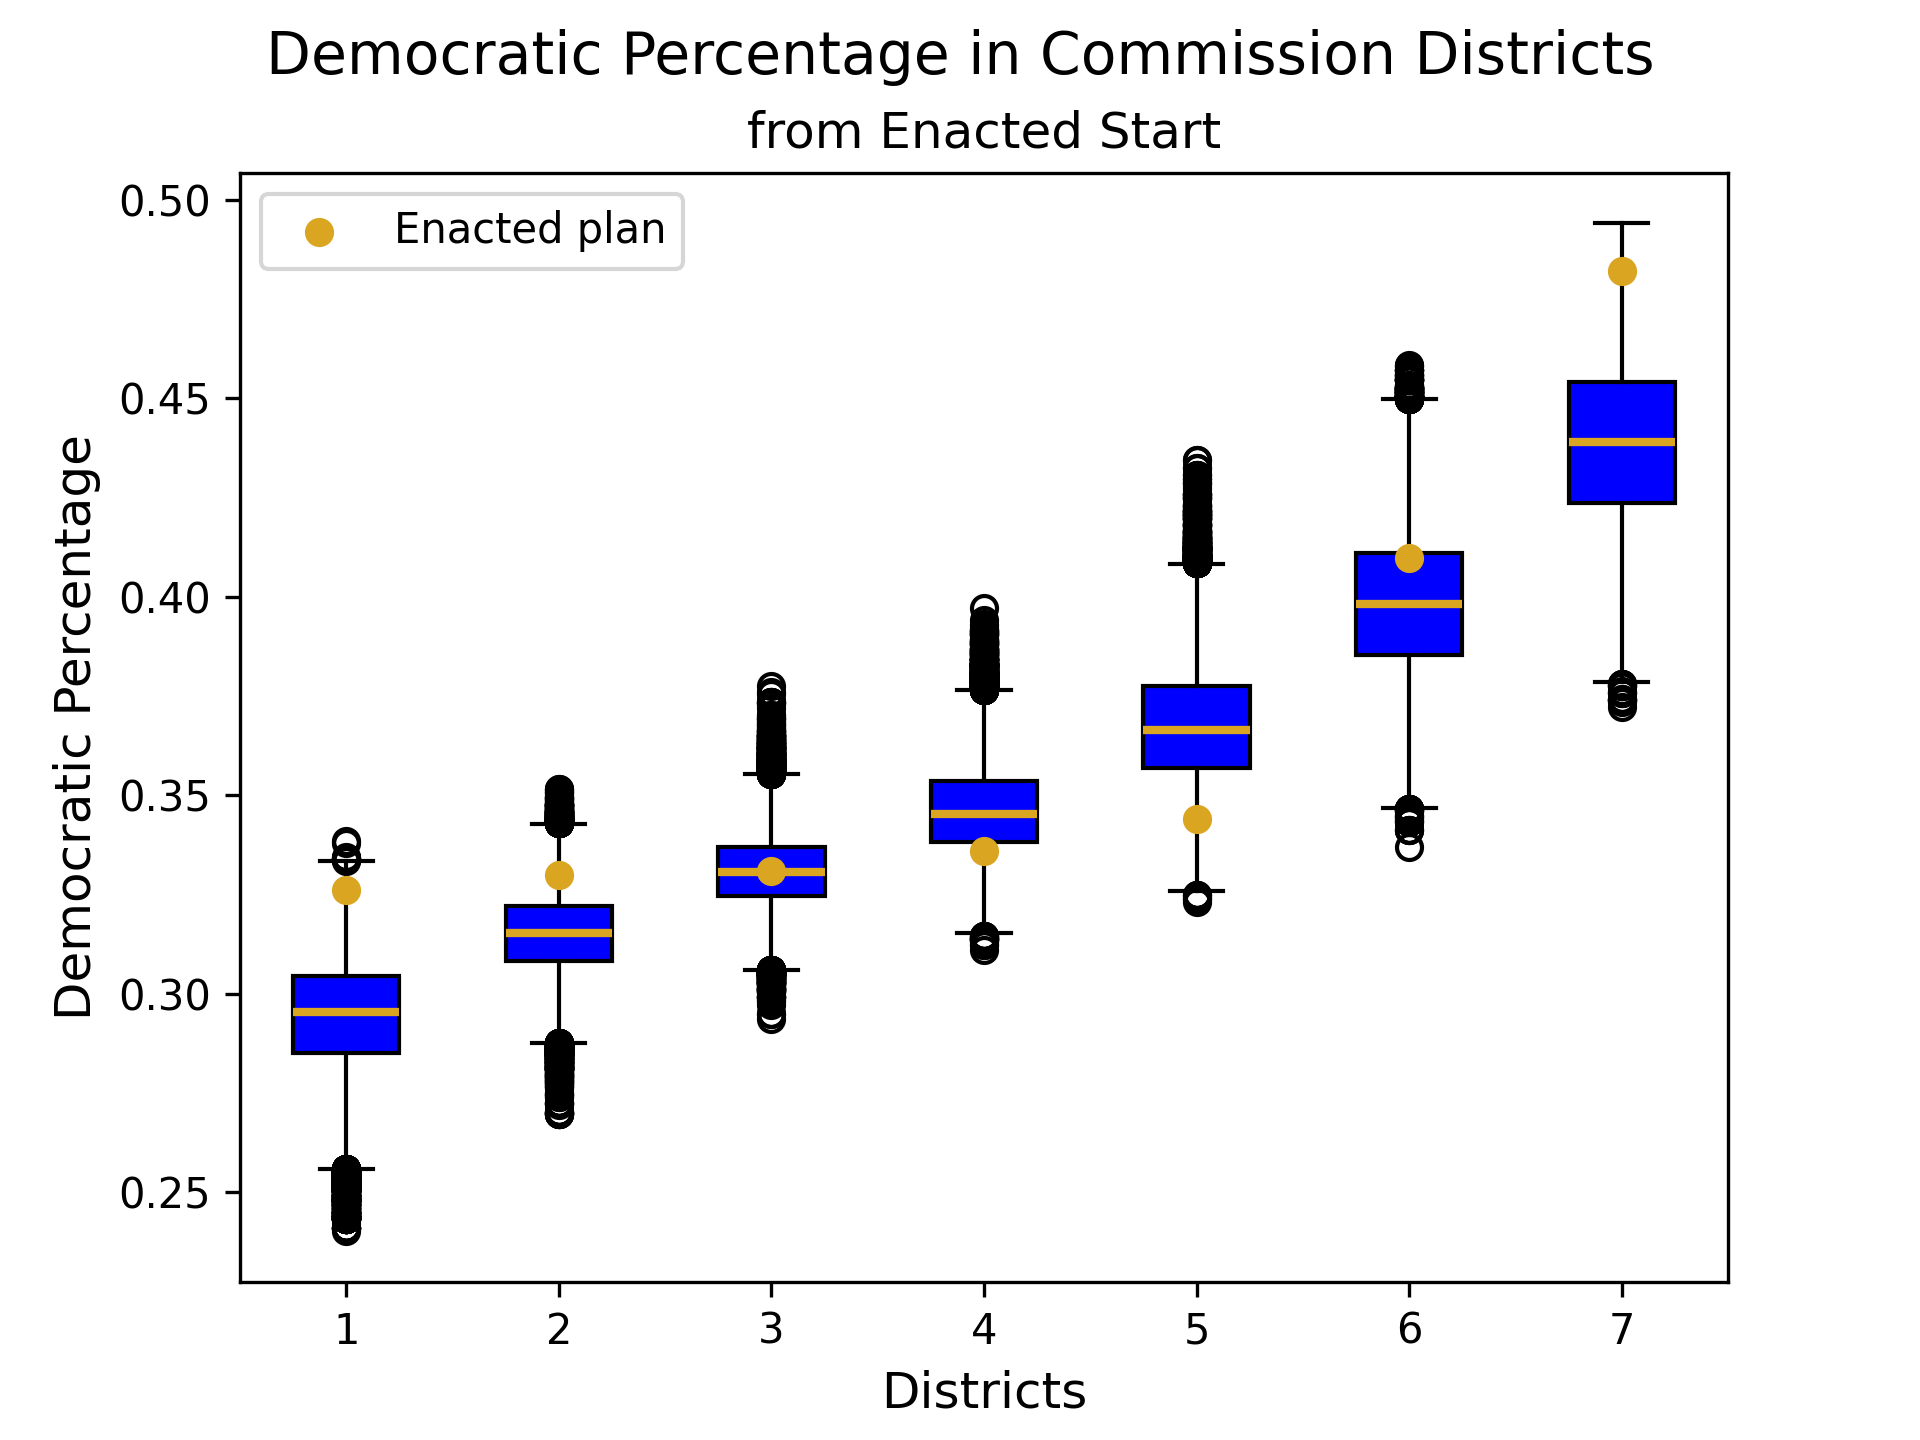 Democratic Percentage in Commission Districts
from Enacted Start
Enacted plan
Democratic Percentage
0.50
0.45
0.40
0.35
0.30
0.25
1 2 3 4 5 6 7
Districts